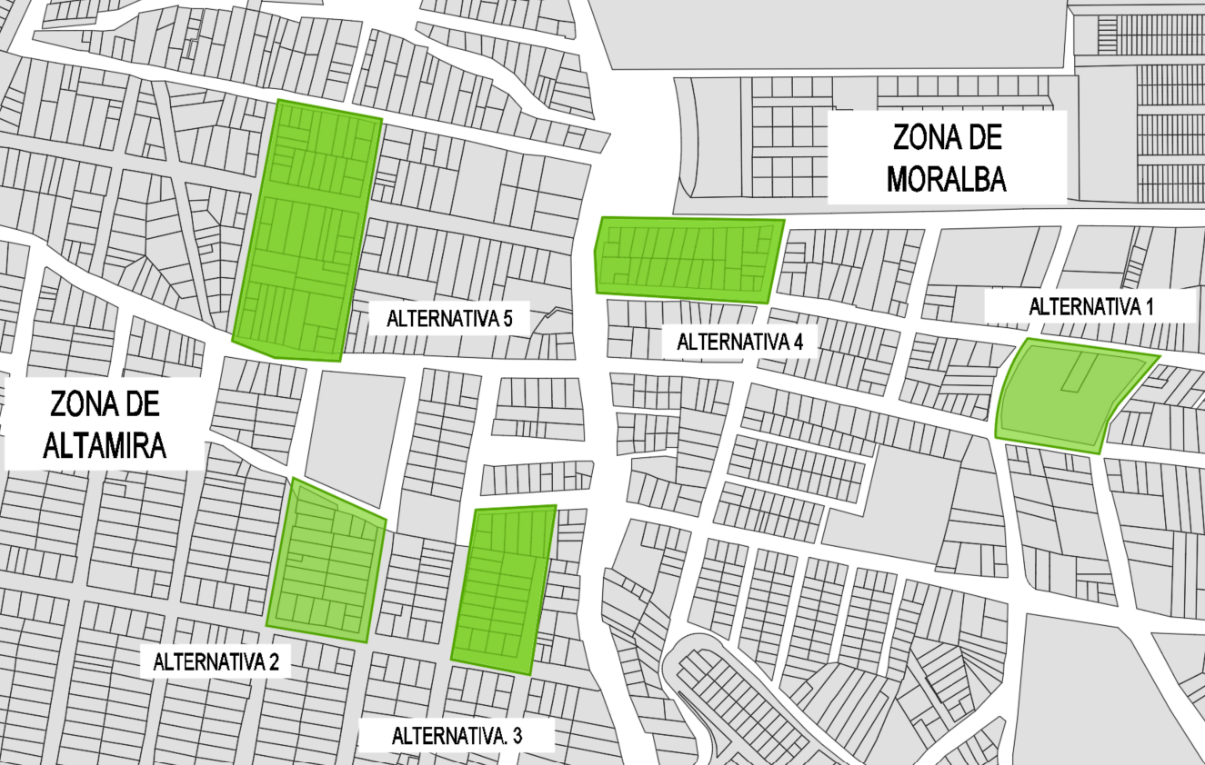 ZONA DE
MORALBA
ALTERNATIVA 1
ALTERNATIVA 5
ALTERNATIVA 4
ZONA DE
ALTAMIRA
ALTERNATIVA 2
ALTERNATIVA. 3